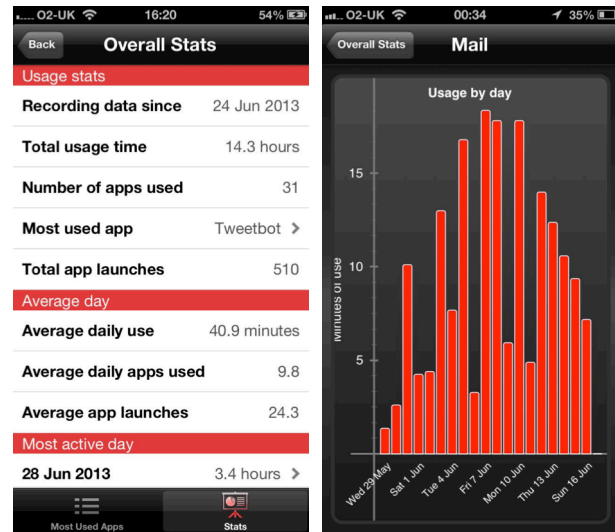 O2-UK 16:20 54%
Back Overall Stats
Usage stats
Recording data since 24 Jun 2013
Total usage time 14.3 hours
Number of apps used 31
Most used app Tweetbot
Total app launches 510
Average day
Average daily use 40.9 minutes
Average daily apps used 9.8
Average app launches 24.3
Most active day
28 Jun 2013 3.4 hours
Most Used Apps Stats
O2-UK 00:34 35%
Overall Stats Mail
Usage by day
15
10
5
Minutes of use
Wed 29 May
Sat 1 Jun
Tue 4 Jun
Fri 7 Jun
Mon 10 Jun
Thu 13 Jun
Sun 16 Jun